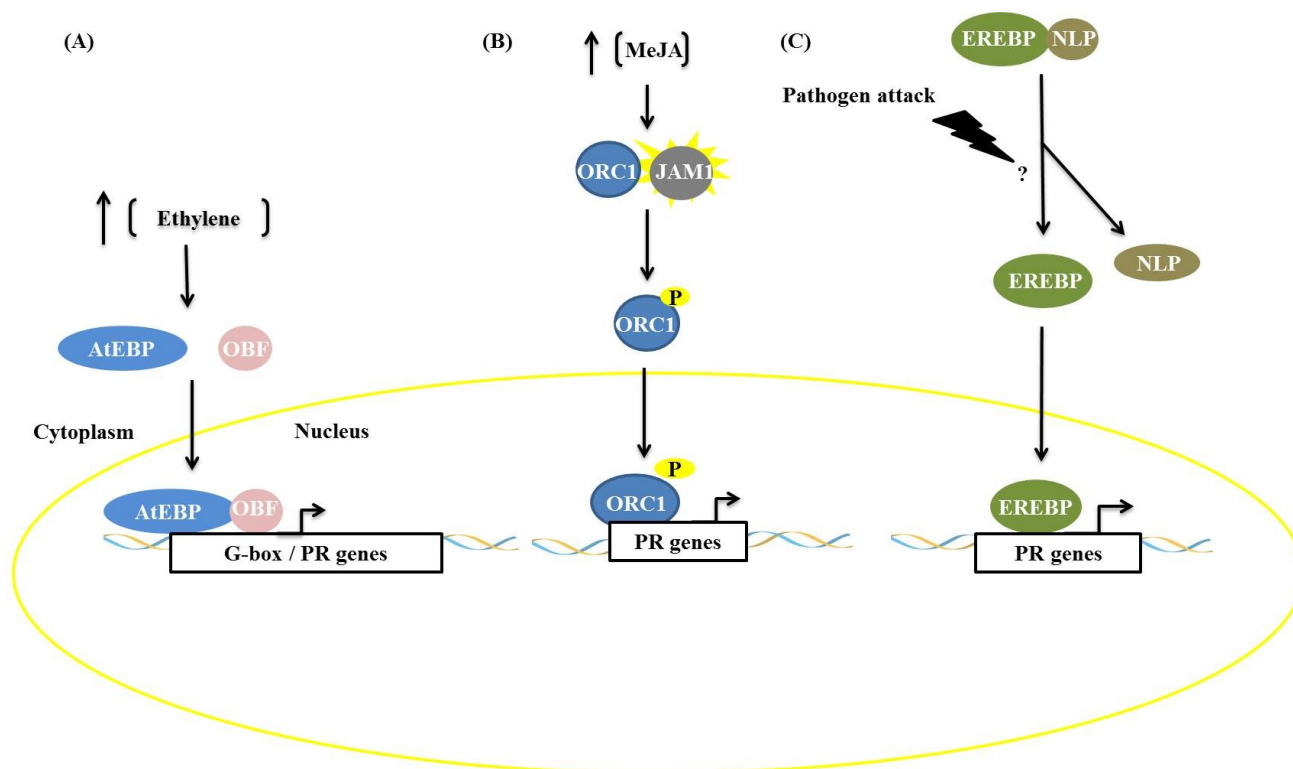 (A)
↑ [ Ethylene ]
AtEBP
OBF
Cytoplasm
Nucleus
AtEBP
OBF
G-box / PR genes
(B)
↑ [MeJA]
ORC1
JAM1
P
ORC1
P
ORC1
PR genes
(C)
EREBP
NLP
Pathogen attack
?
EREBP
NLP
EREBP
PR genes